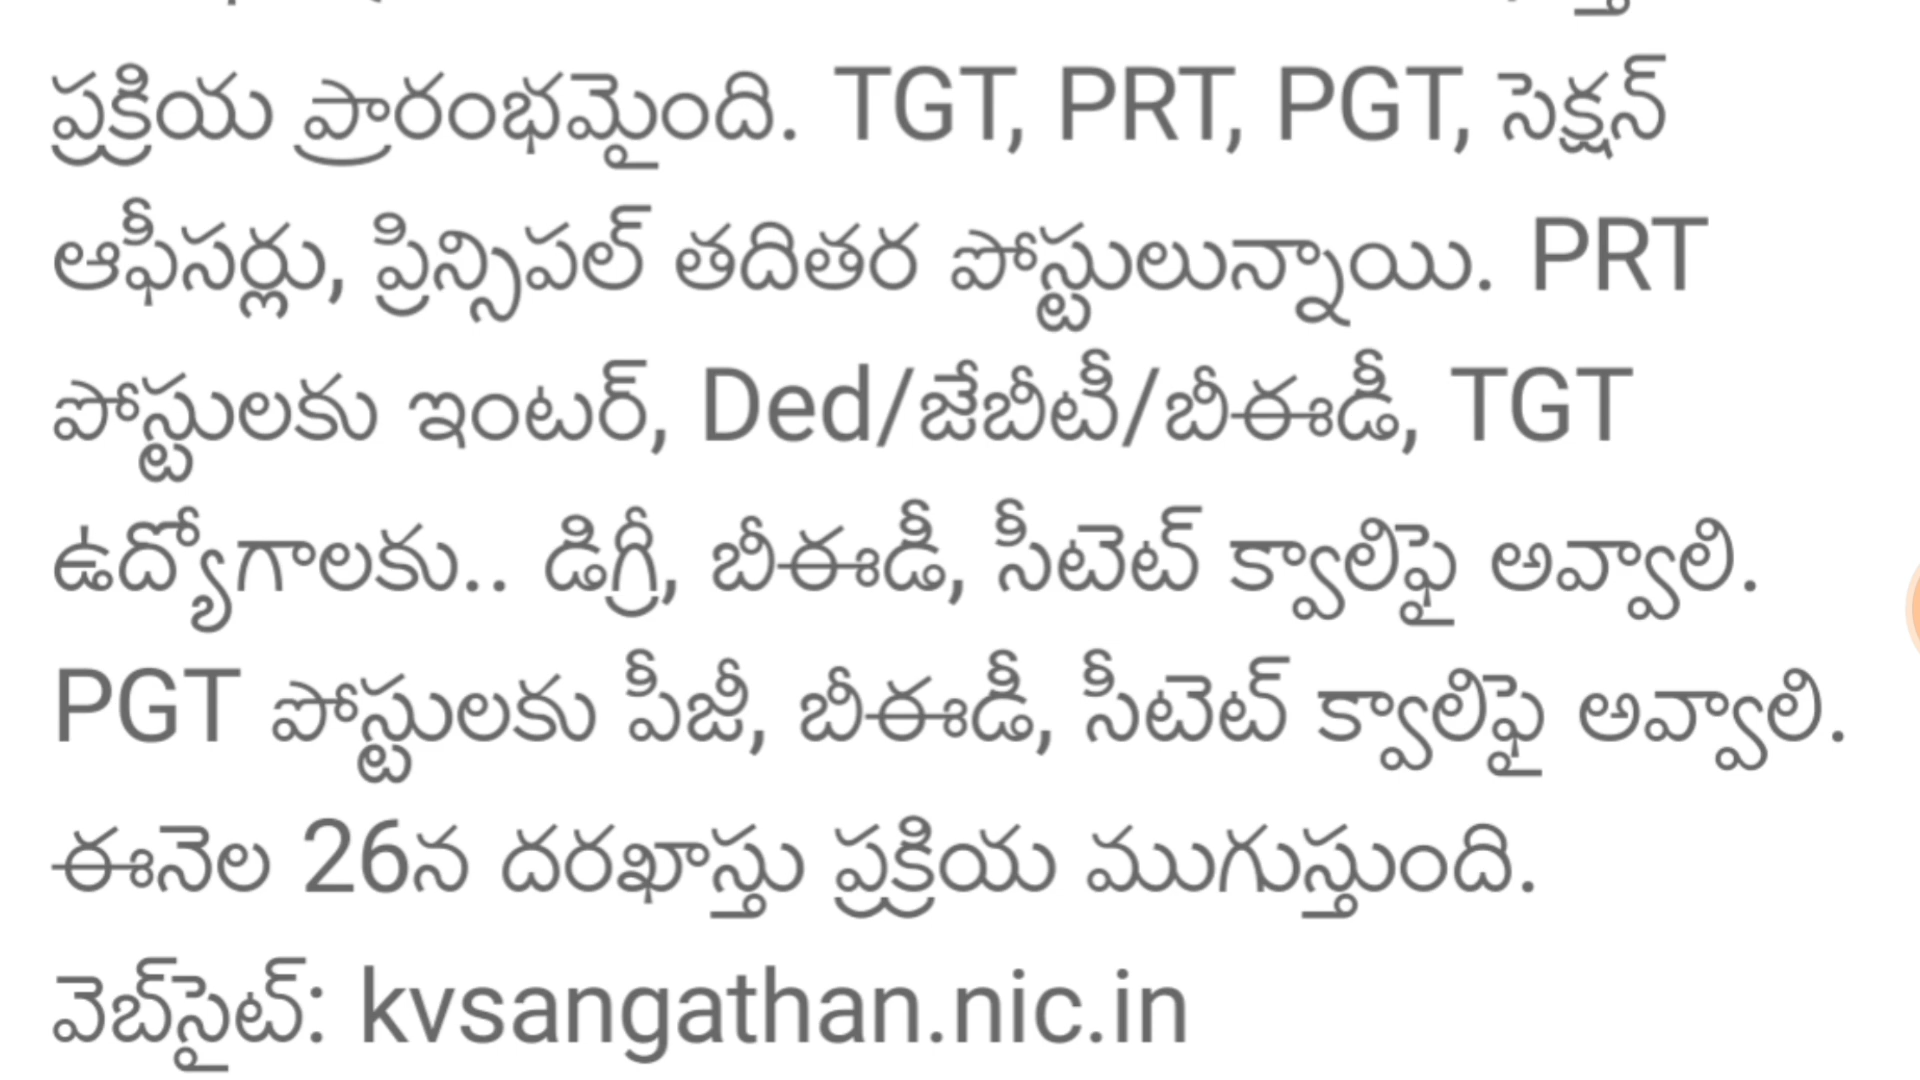 ప్రక్రియ ప్రారంభమైంది. TGT, PRT, PGT, సెక్షన్
ఆఫీసర్లు, ప్రిన్సిపల్ తదితర పోస్టులున్నాయి. PRT
పోస్టులకు ఇంటర్, Ded/జేబీటీ/బీఈడీ, TGT
ఉద్యోగాలకు.. డిగ్రీ, బీఈడీ, సీటెట్ క్వాలిఫై అవ్వాలి.
PGT పోస్టులకు పీజీ, బీఈడీ, సీటెట్ క్వాలిఫై అవ్వాలి.
ఈనెల 26న దరఖాస్తు ప్రక్రియ ముగుస్తుంది.
వెబ్‌సైట్: kvsangathan.nic.in